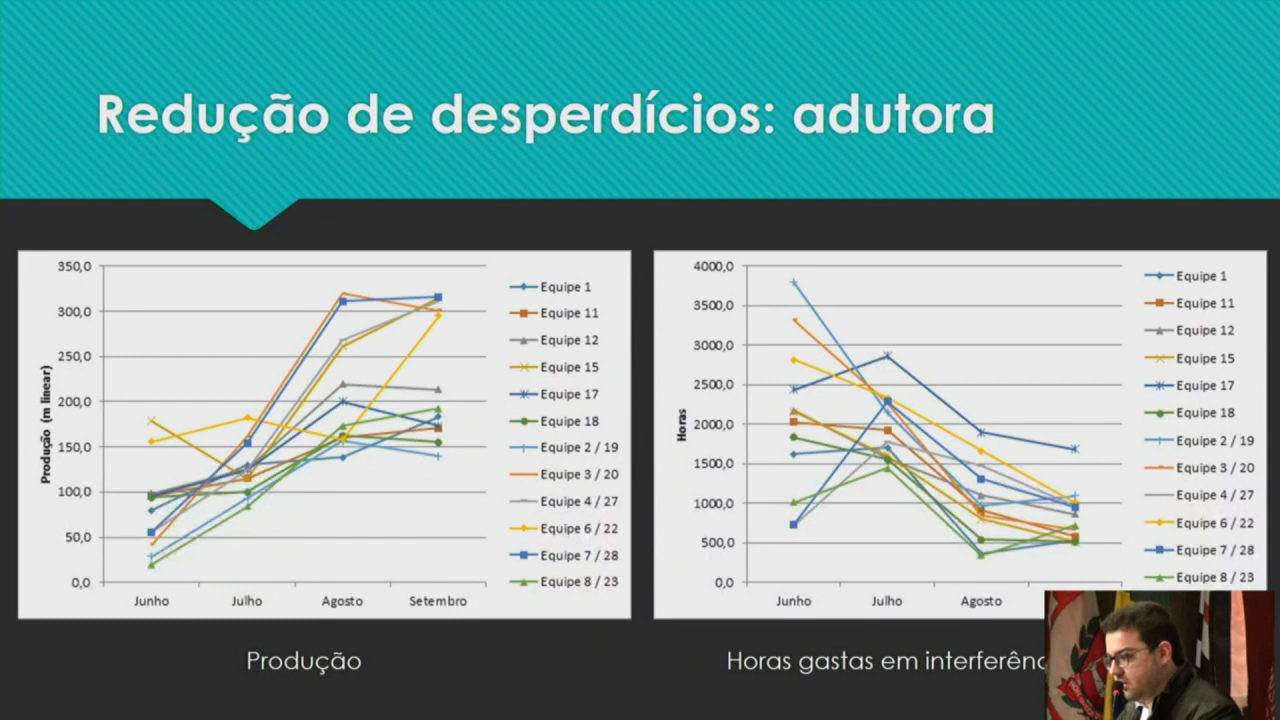 Redução de desperdícios: adutora
350,0
300,0
250,0
200,0
150,0
100,0
50,0
0,0
Produção (m linear)
Junho Julho Agosto Setembro
Equipe 1
Equipe 11
Equipe 12
Equipe 15
Equipe 17
Equipe 18
Equipe 2 / 19
Equipe 3 / 20
Equipe 4 / 27
Equipe 6 / 22
Equipe 7 / 28
Equipe 8 / 23
4000,0
3500,0
3000,0
2500,0
2000,0
1500,0
1000,0
500,0
0,0
Horas
Junho Julho Agosto
Equipe 1
Equipe 11
Equipe 12
Equipe 15
Equipe 17
Equipe 18
Equipe 2 / 19
Equipe 3 / 20
Equipe 4 / 27
Equipe 6 / 22
Equipe 7 / 28
Equipe 8 / 23
Produção
Horas gastas em interferênc